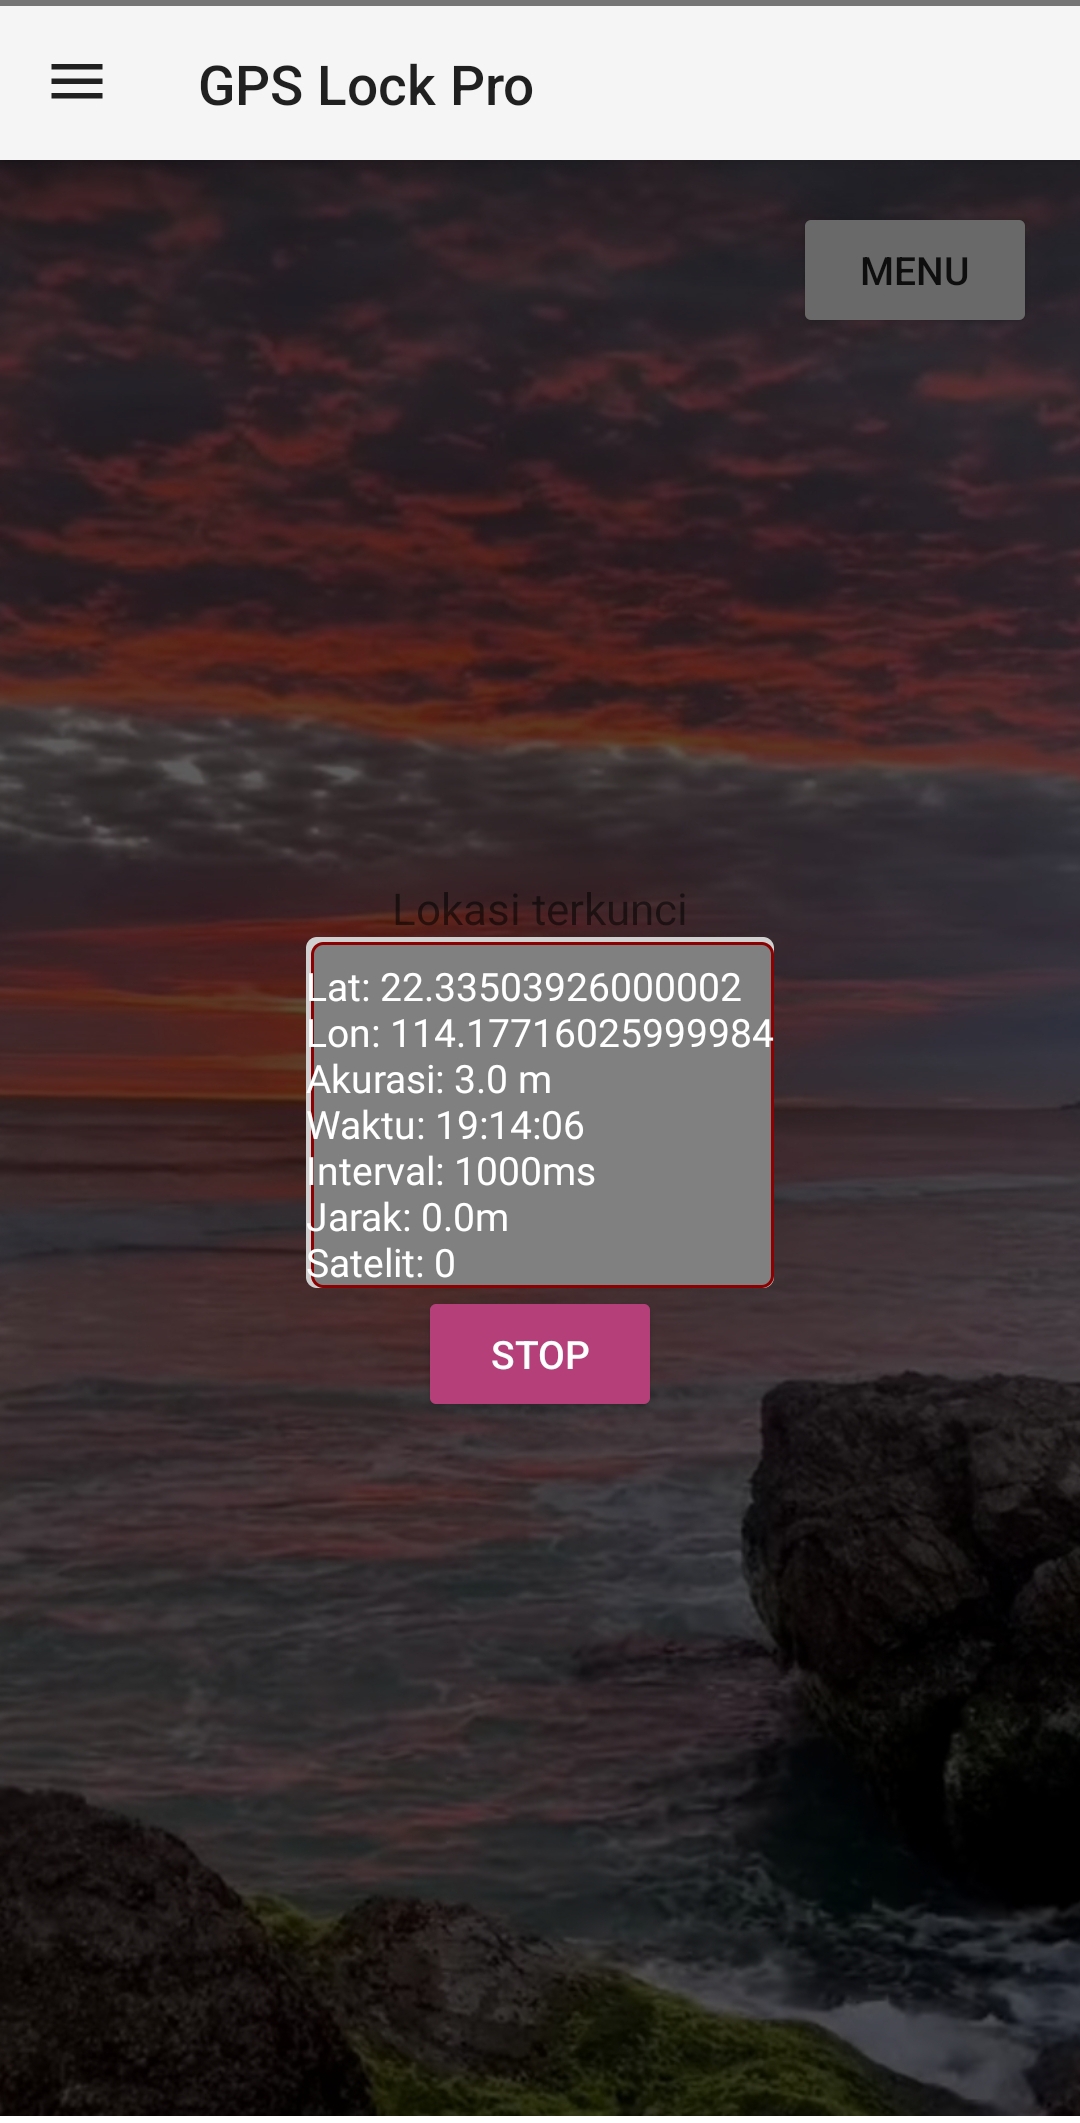 GPS Lock Pro
MENU
Lokasi terkunci
Lat: 22.33503926000002
Lon: 114.17716025999984
Akurasi: 3.0 m
Waktu: 19:14:06
Interval: 1000ms
Jarak: 0.0m
Satelit: 0
STOP